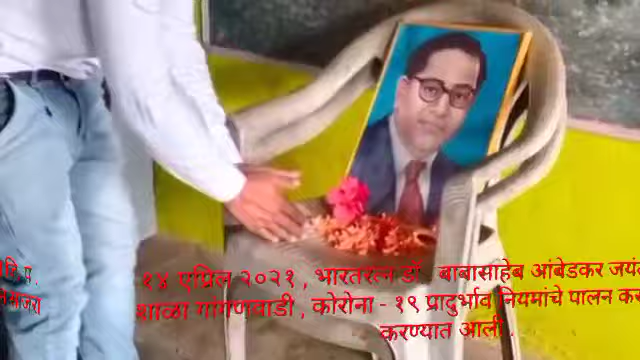 १४ एप्रिल २०२१ , भारतरत्न डॉ . बाबासाहेब आंबेडकर जयं
शाळा गांगणवाडी , कोरोना - १९ प्रादुर्भाव नियमांचे पालन कर
करण्यात आली .